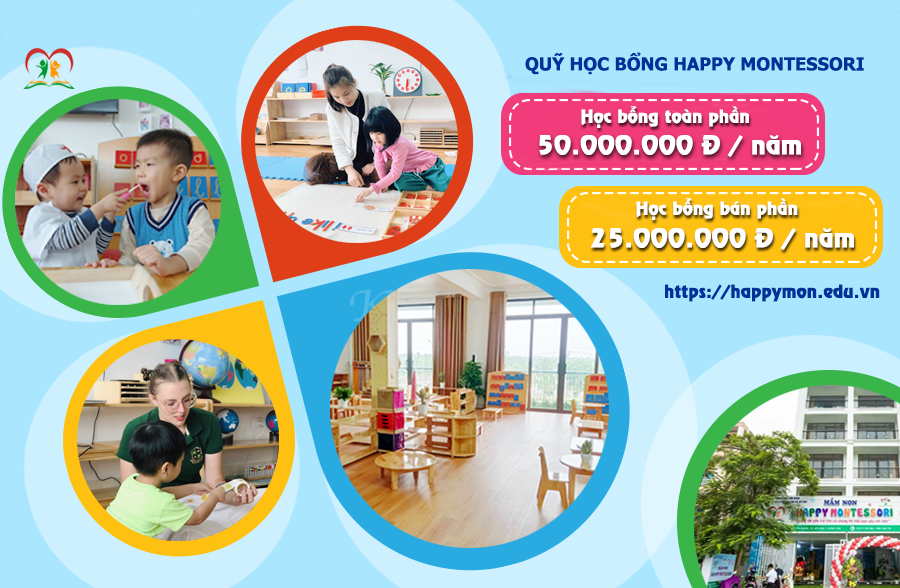 QUỸ HỌC BỔNG HAPPY MONTESSORI
Học bổng toàn phần
50.000.000 Đ / năm
Học bổng bán phần
25.000.000 Đ / năm
https://happymon.edu.vn
ilike
MẦM NON
HAPPY MONTESSORI